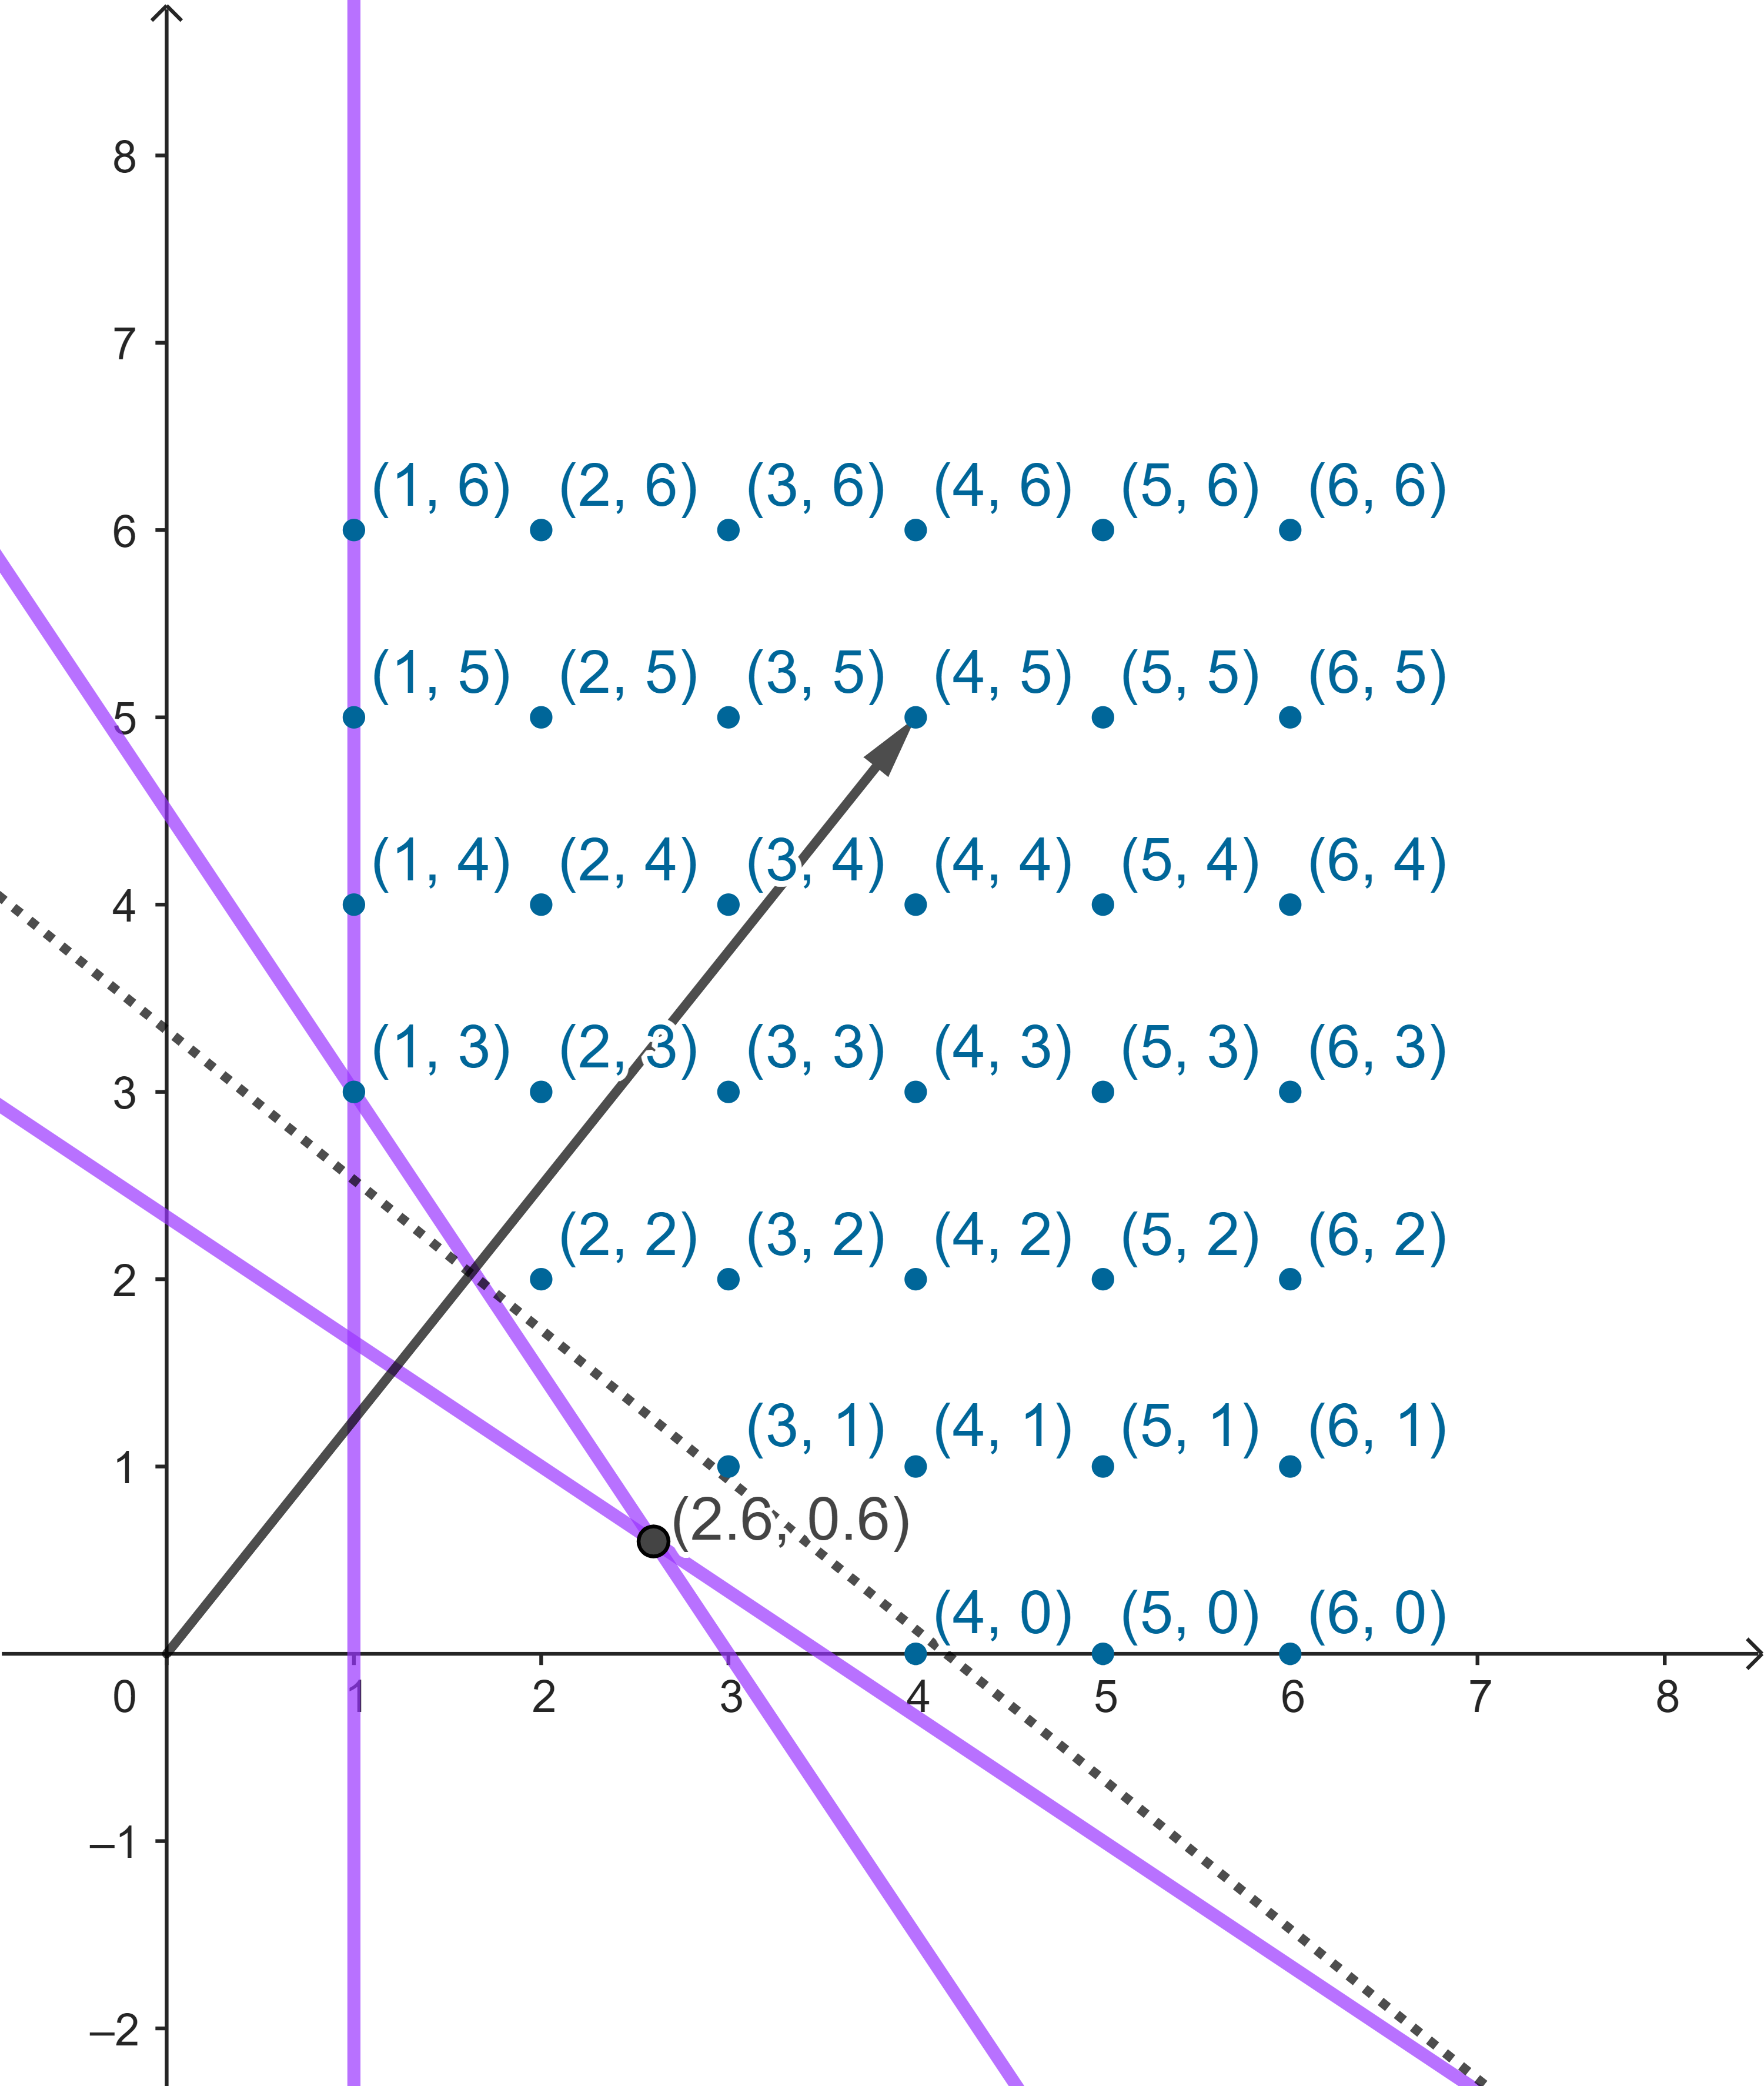 8
7
(1, 6) (2, 6) (3, 6) (4, 6) (5, 6) (6, 6)
6
(1, 5) (2, 5) (3, 5) (4, 5) (5, 5) (6, 5)
5
(1, 4) (2, 4) (3, 4) (4, 4) (5, 4) (6, 4)
4
(1, 3) (2, 3) (3, 3) (4, 3) (5, 3) (6, 3)
3
(2, 2) (3, 2) (4, 2) (5, 2) (6, 2)
2
(3, 1) (4, 1) (5, 1) (6, 1)
1
(2.6, 0.6)
(4, 0) (5, 0) (6, 0)
0 1 2 3 4 5 6 7 8
–1
–2